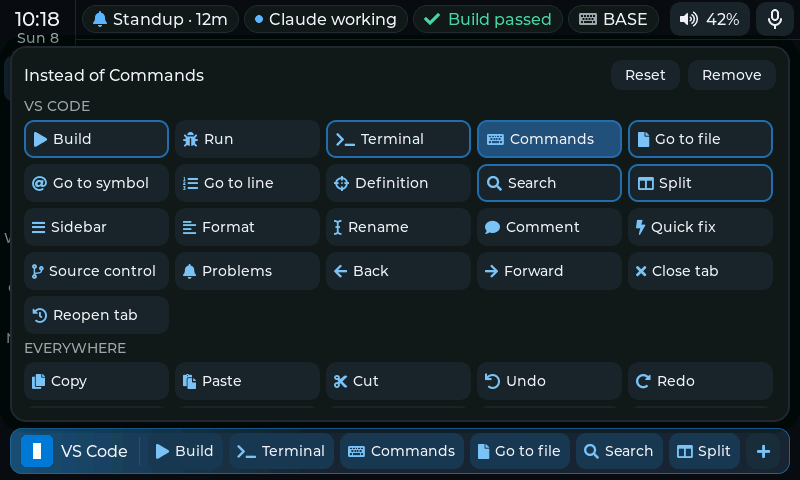 10:18 Standup · 12m Claude working Build passed BASE 42%
Sun 8
Instead of Commands Reset Remove
VS CODE
Build Run Terminal Commands Go to file
Go to symbol Go to line Definition Search Split
Sidebar Format Rename Comment Quick fix
Source control Problems Back Forward Close tab
Reopen tab
EVERYWHERE
Copy Paste Cut Undo Redo
VS Code Build Terminal Commands Go to file Search Split +